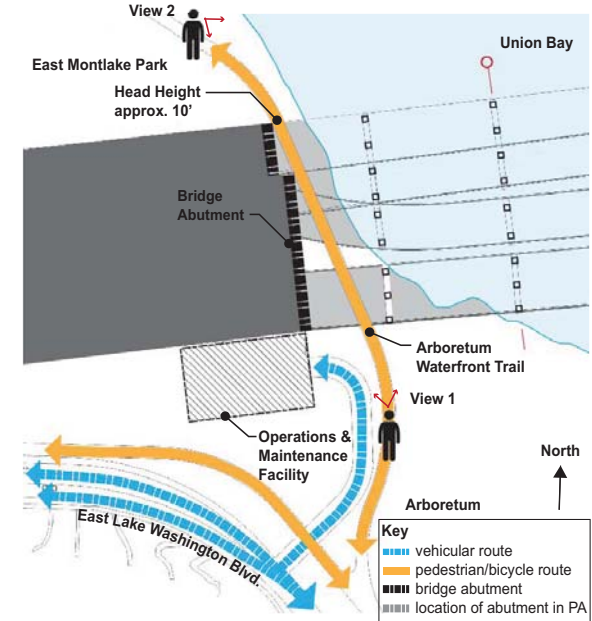 View 2
Union Bay
East Montlake Park
Head Height
approx. 10’
Bridge
Abutment
Arboretum
Waterfront Trail
View 1
Operations &
Maintenance
Facility
North
East Lake Washington Blvd.
Arboretum
Key
vehicular route
pedestrian/bicycle route
bridge abutment
location of abutment in PA